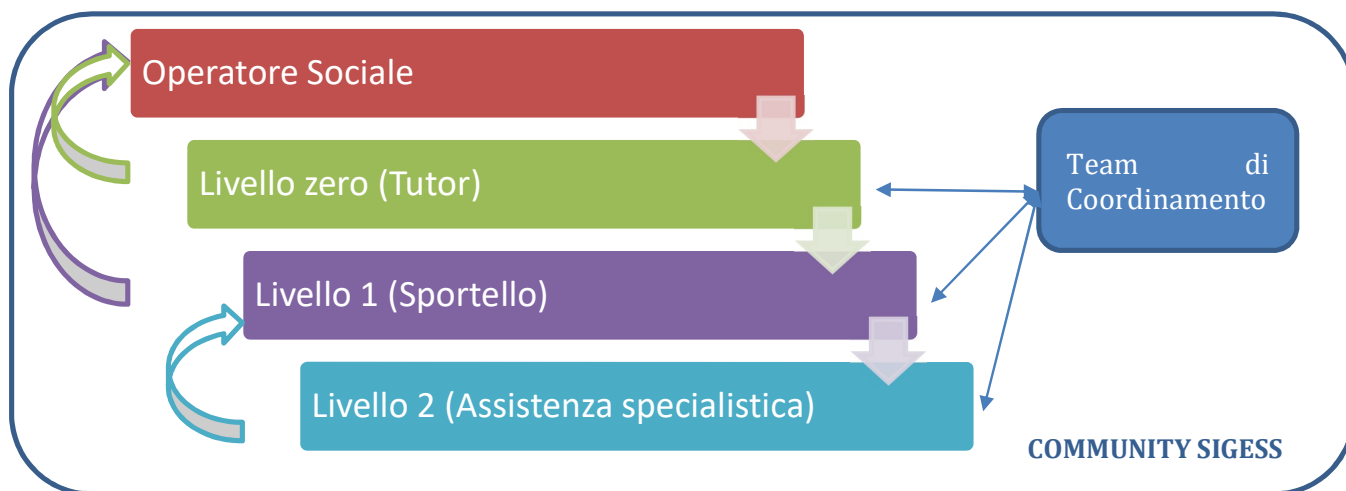 Operatore Sociale
Livello zero (Tutor)
Team di
Coordinamento
Livello 1 (Sportello)
Livello 2 (Assistenza specialistica)
COMMUNITY SIGESS